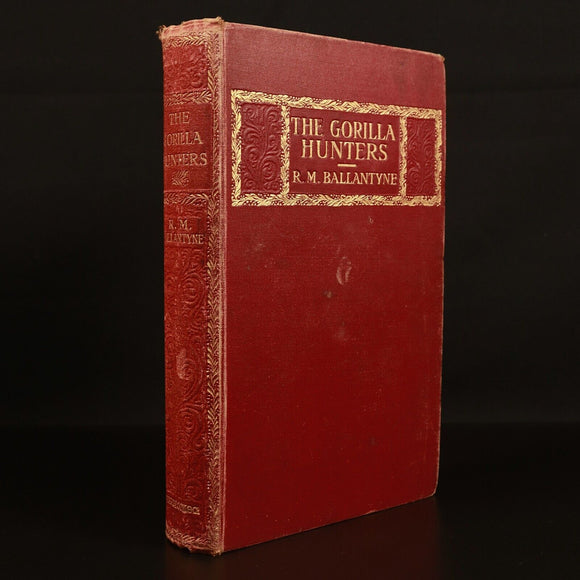 THE
GORILLA
HUNTERS
R. M.
BALLANTYNE
THE GORILLA
HUNTERS
R. M. BALLANTYNE